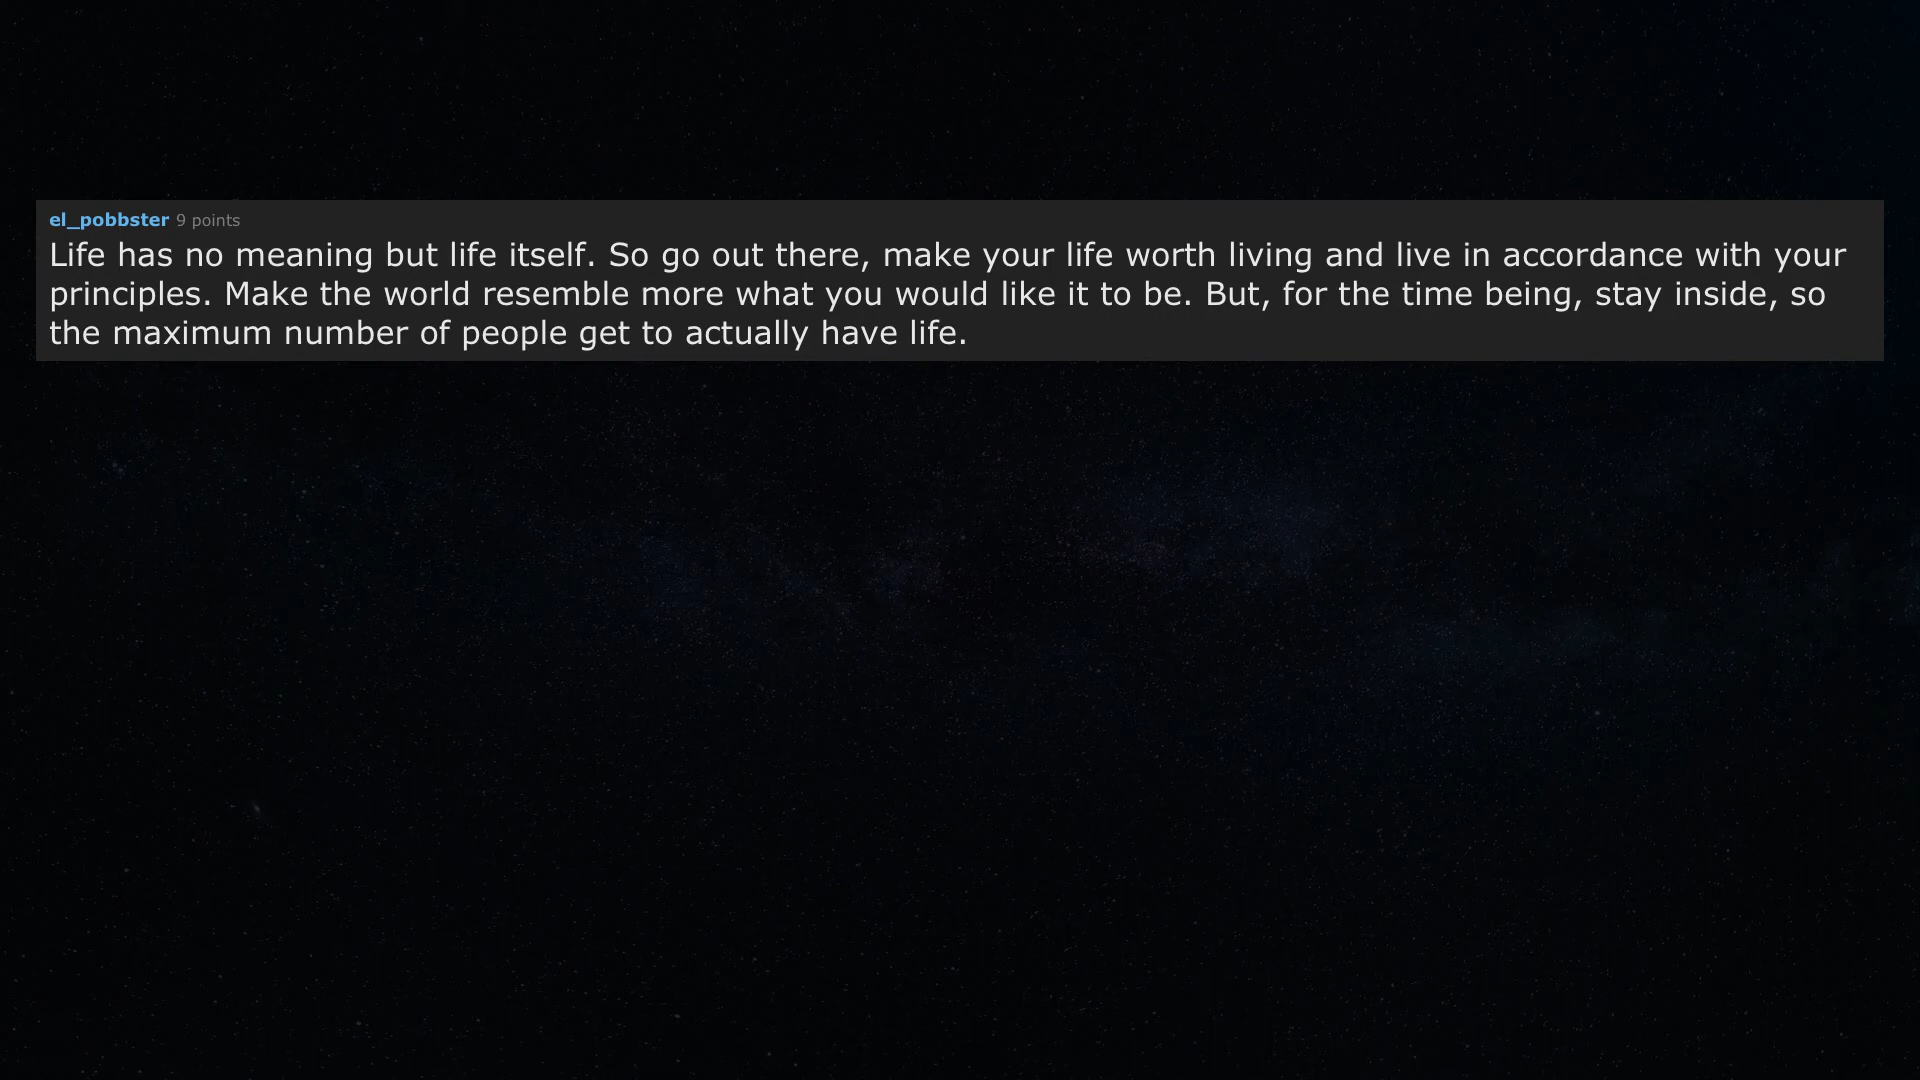 el_pobbster 9 points
Life has no meaning but life itself. So go out there, make your life worth living and live in accordance with your
principles. Make the world resemble more what you would like it to be. But, for the time being, stay inside, so
the maximum number of people get to actually have life.